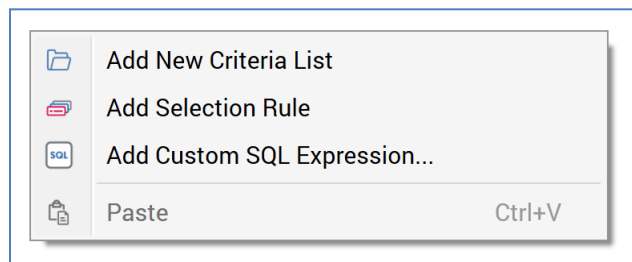 Add New Criteria List
Add Selection Rule
SQL Add Custom SQL Expression...
Paste Ctrl+V